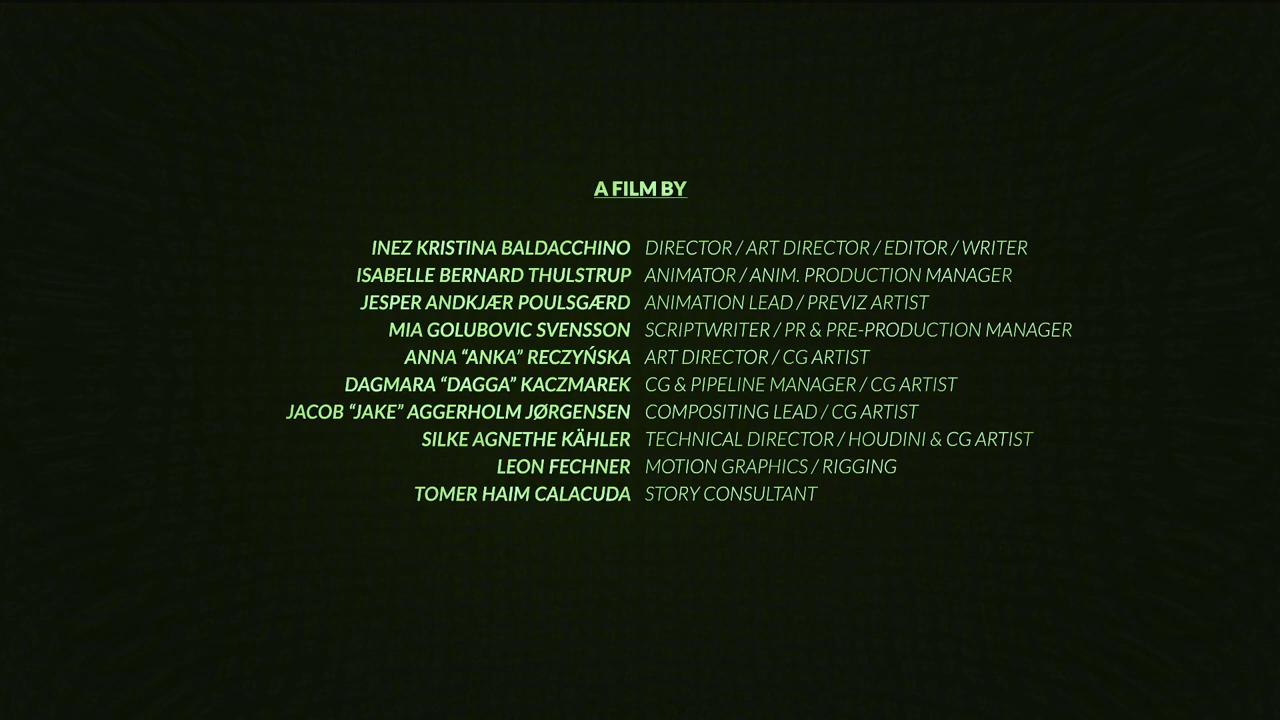 A FILM BY
INEZ KRISTINA BALDACCHINO DIRECTOR / ART DIRECTOR / EDITOR / WRITER
ISABELLE BERNARD THULSTRUP ANIMATOR / ANIM. PRODUCTION MANAGER
JESPER ANDKJÆR POULSGÆRD ANIMATION LEAD / PREVIZ ARTIST
MIA GOLUBOVIC SVENSSON SCRIPTWRITER / PR & PRE-PRODUCTION MANAGER
ANNA “ANKA” RECZYŃSKA ART DIRECTOR / CG ARTIST
DAGMARA “DAGGA” KACZMAREK CG & PIPELINE MANAGER / CG ARTIST
JACOB “JAKE” AGGERHOLM JØRGENSEN COMPOSITING LEAD / CG ARTIST
SILKE AGNETHE KÄHLER TECHNICAL DIRECTOR / HOUDINI & CG ARTIST
LEON FECHNER MOTION GRAPHICS / RIGGING
TOMER HAIM CALACUDA STORY CONSULTANT